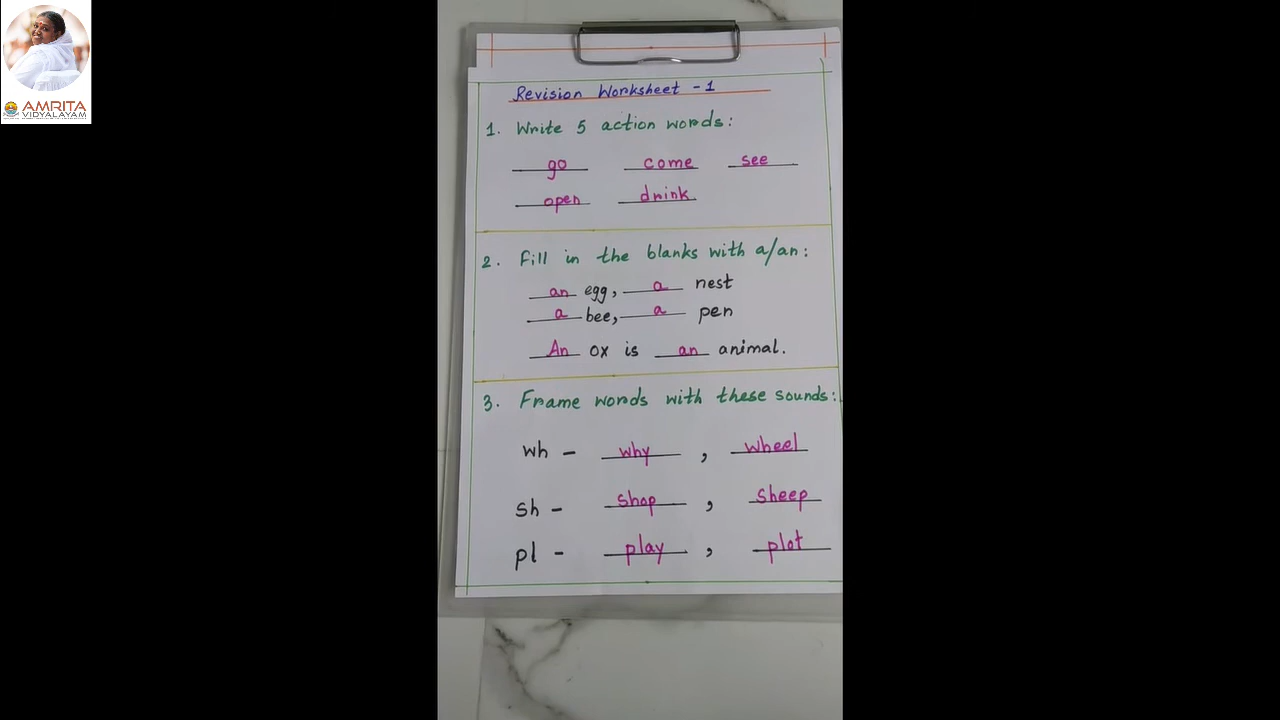 AMRITA
VIDYALAYAM
Revision Worksheet - 1
1. Write 5 action words:
go come see
open drink
2. Fill in the blanks with a/an:
an egg, a nest
a bee, a pen
An ox is an animal.
3. Frame words with these sounds:
wh - why , wheel
sh - shop , sheep
pl - play , plot